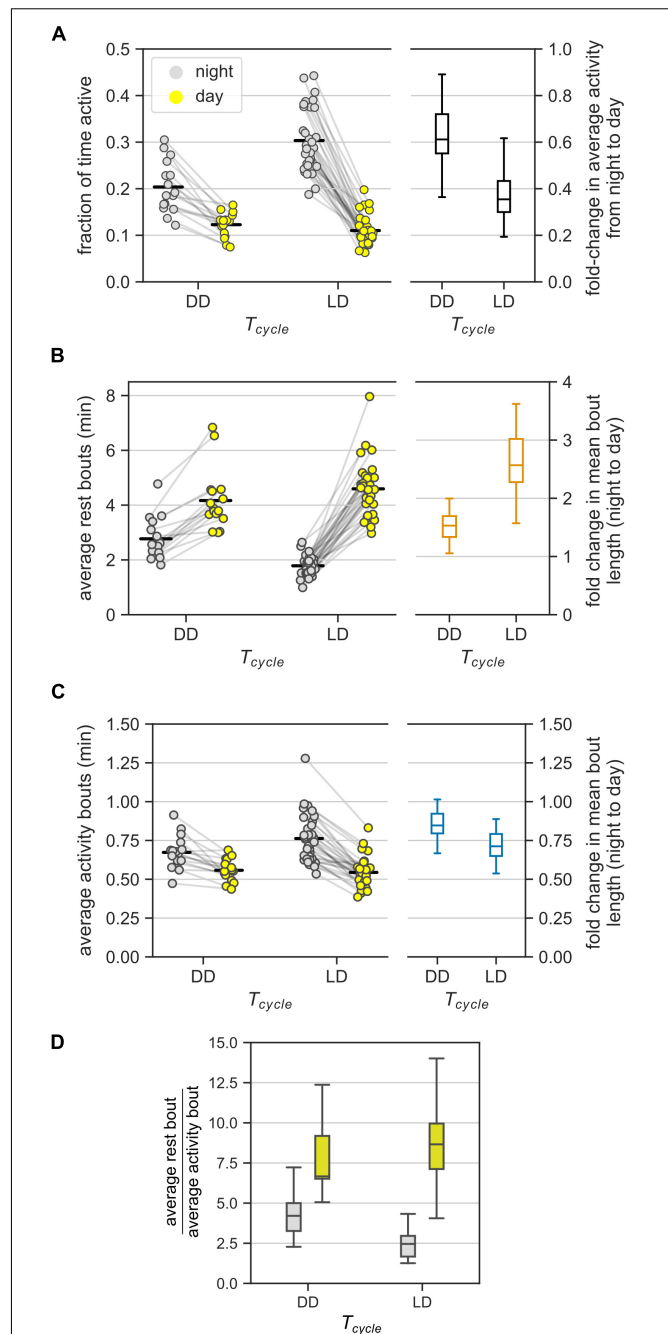 A
0.5
0.4
0.3
0.2
0.1
0.0
fraction of time active
night
day
DD
LD
T_cycle
1.0
0.8
0.6
0.4
0.2
0.0
fold-change in average activity
from night to day
DD
LD
T_cycle
B
8
6
4
2
0
average rest bouts (min)
DD
LD
T_cycle
4
3
2
1
0
fold change in mean bout
length (night to day)
DD
LD
T_cycle
C
1.50
1.25
1.00
0.75
0.50
0.25
0.00
average activity bouts (min)
DD
LD
T_cycle
1.50
1.25
1.00
0.75
0.50
0.25
0.00
fold change in mean bout
length (night to day)
DD
LD
T_cycle
D
15.0
12.5
10.0
7.5
5.0
2.5
0.0
average rest bout
average activity bout
DD
LD
T_cycle